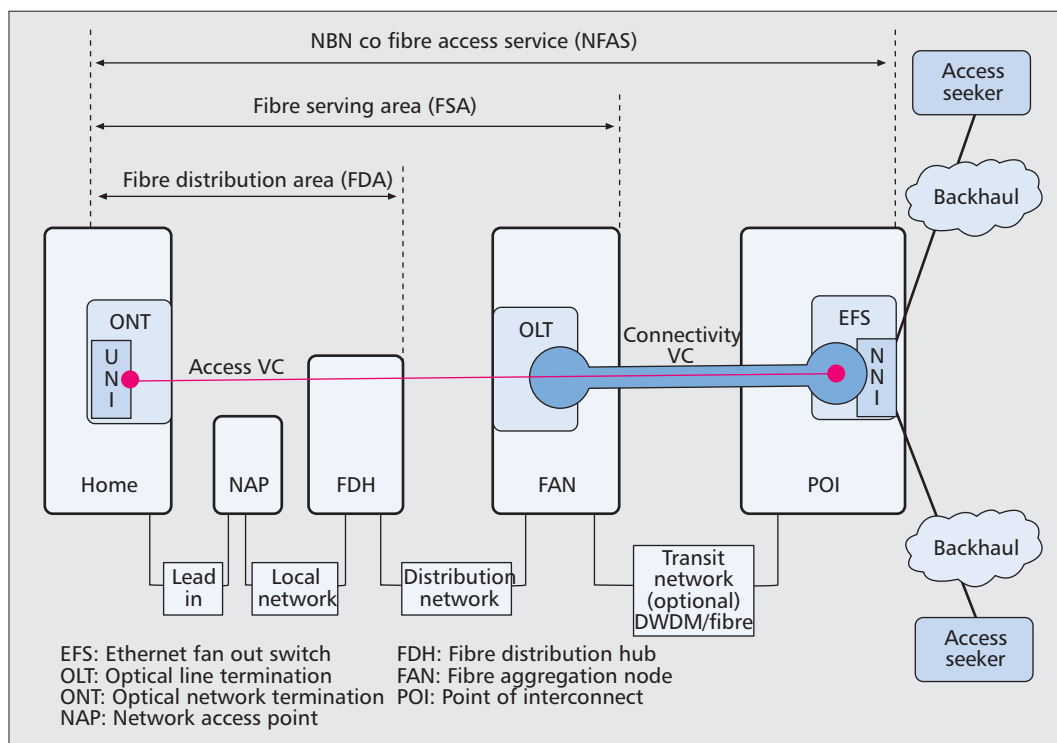 NBN co fibre access service (NFAS)
Access
seeker
Fibre serving area (FSA)
Fibre distribution area (FDA)
Backhaul
ONT
U
N
I
Access VC
OLT
Connectivity
VC
EFS
N
N
I
Home
NAP
FDH
FAN
POI
Lead
in
Local
network
Distribution
network
Transit
network
(optional)
DWDM/fibre
Backhaul
Access
seeker
EFS: Ethernet fan out switch
OLT: Optical line termination
ONT: Optical network termination
NAP: Network access point
FDH: Fibre distribution hub
FAN: Fibre aggregation node
POI: Point of interconnect